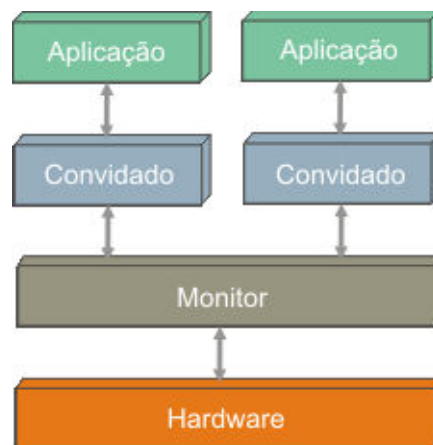 Aplicação
Aplicação
Convidado
Convidado
Monitor
Hardware